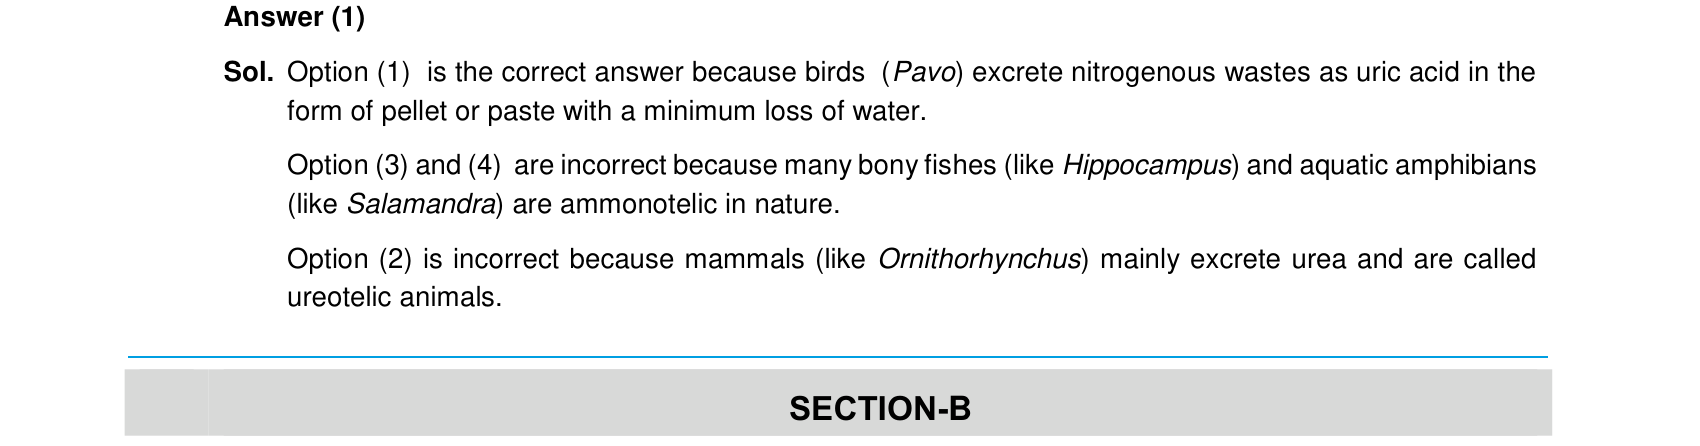 Answer (1)
Sol. Option (1) is the correct answer because birds (Pavo) excrete nitrogenous wastes as uric acid in the
form of pellet or paste with a minimum loss of water.
Option (3) and (4) are incorrect because many bony fishes (like Hippocampus) and aquatic amphibians
(like Salamandra) are ammonotelic in nature.
Option (2) is incorrect because mammals (like Ornithorhynchus) mainly excrete urea and are called
ureotelic animals.
SECTION-B